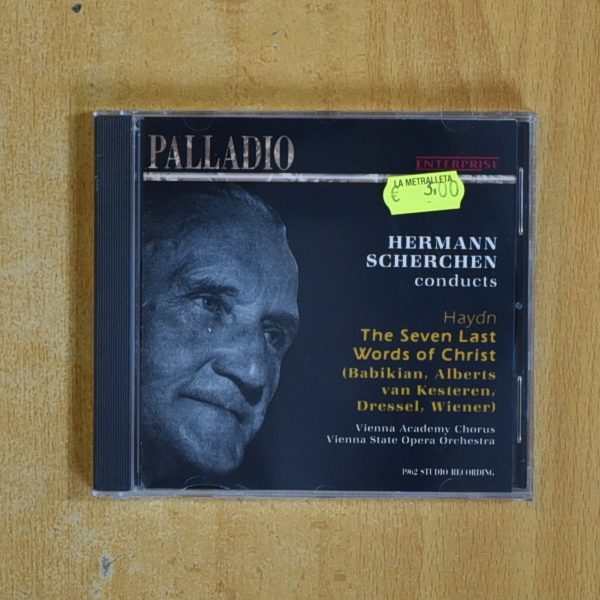 PALLADIO
ENTERPRISE
LA METRALLETA
€ 3,00
HERMANN
SCHERCHEN
conducts
Haydn
The Seven Last
Words of Christ
(Babikian, Alberts
van Kesteren,
Dressel, Wiener)
Vienna Academy Chorus
Vienna State Opera Orchestra
1962 STUDIO RECORDING